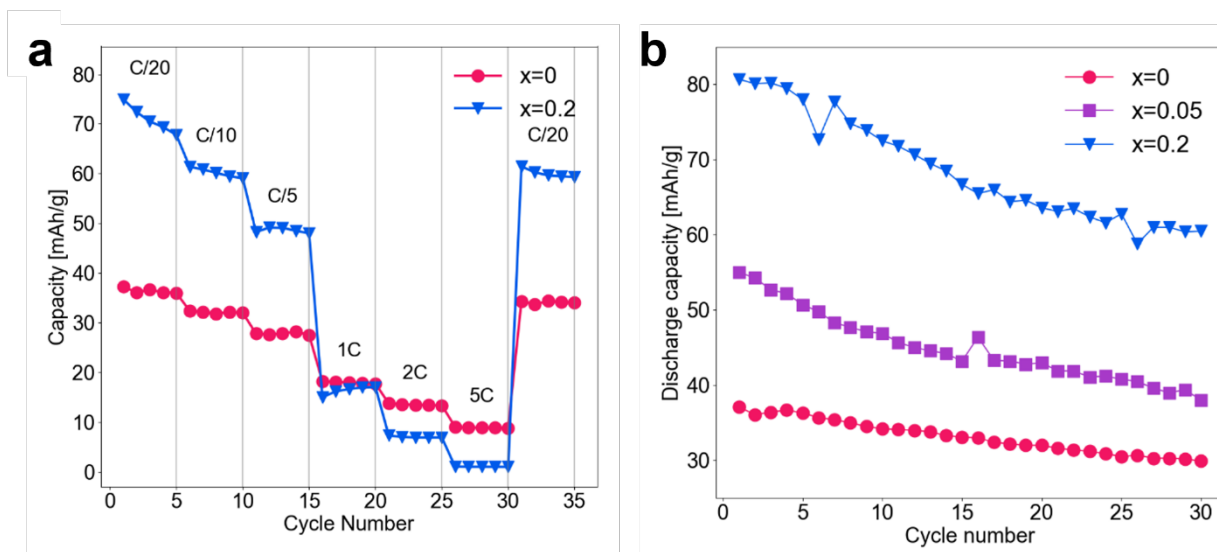 a
C/20
C/10
C/5
1C
2C
5C
C/20
x=0
x=0.2
Capacity [mAh/g]
80
70
60
50
40
30
20
10
0
0 5 10 15 20 25 30 35
Cycle Number
b
x=0
x=0.05
x=0.2
Discharge capacity [mAh/g]
80
70
60
50
40
30
0 5 10 15 20 25 30
Cycle number